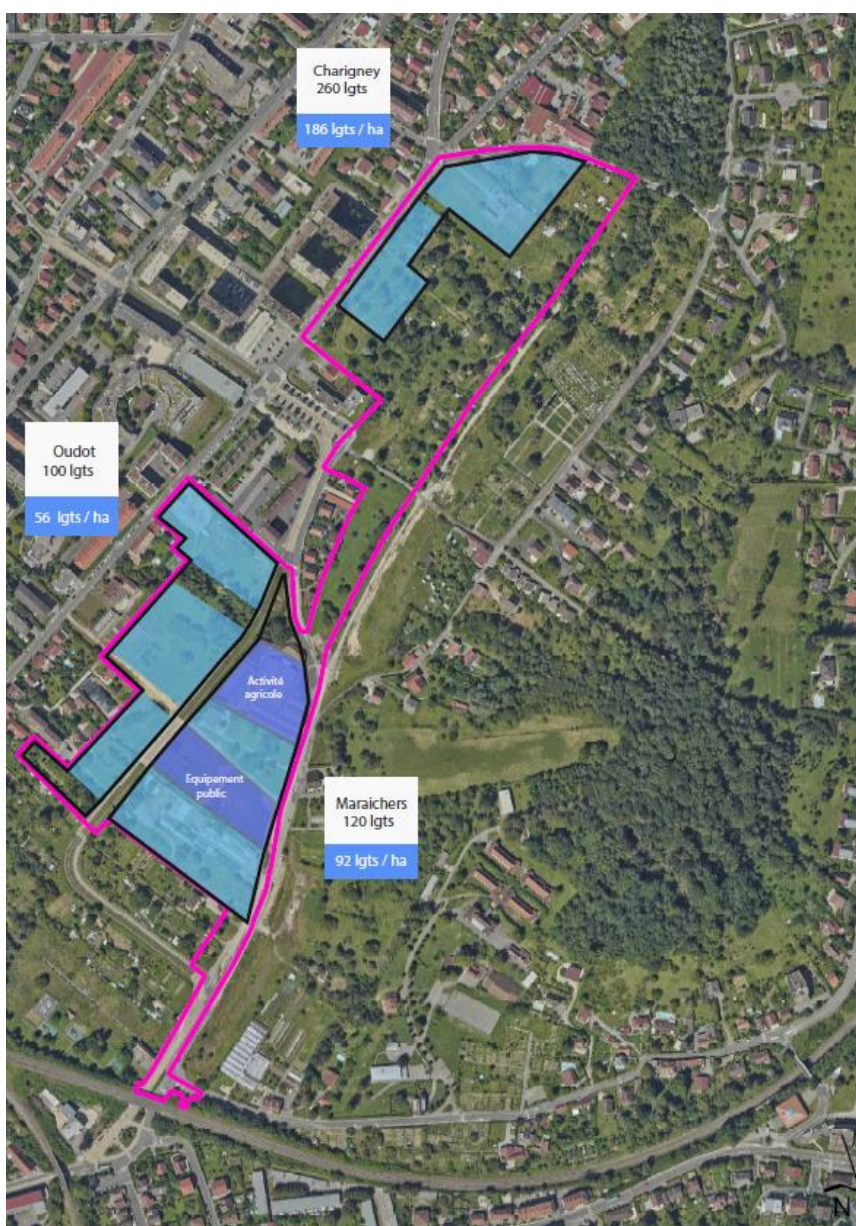 Charigney
260 lgts
186 lgts / ha
Oudot
100 lgts
56 lgts / ha
Activité
agricole
Equipement
public
Maraichers
120 lgts
92 lgts / ha
N